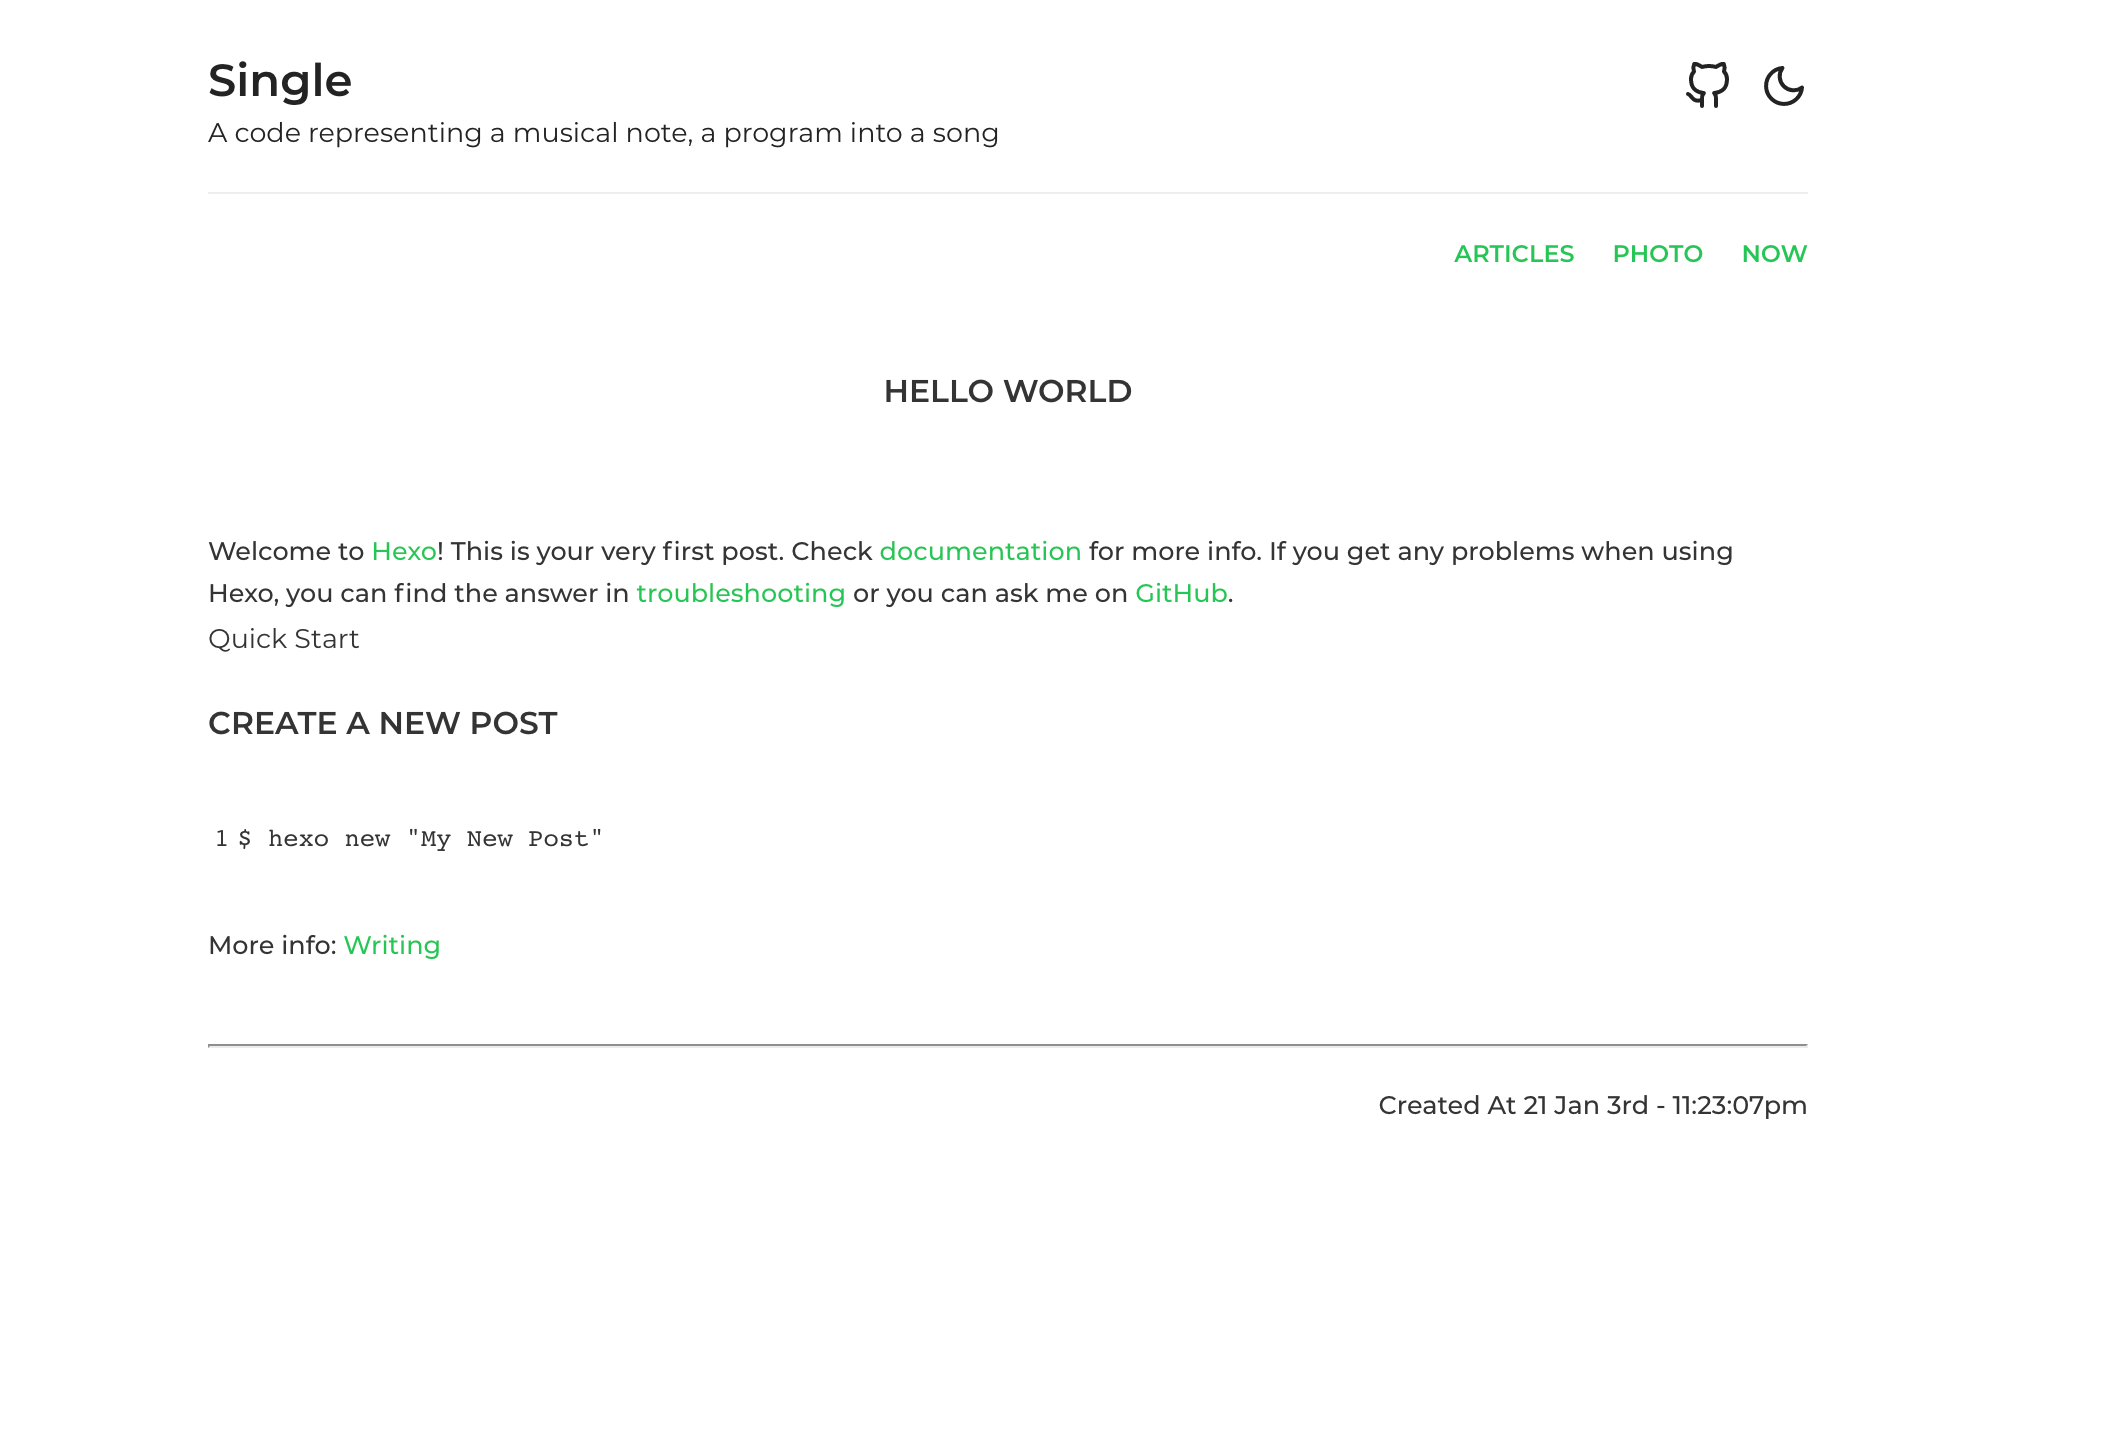 Single
A code representing a musical note, a program into a song
ARTICLES PHOTO NOW
HELLO WORLD
Welcome to Hexo! This is your very first post. Check documentation for more info. If you get any problems when using
Hexo, you can find the answer in troubleshooting or you can ask me on GitHub.
Quick Start
CREATE A NEW POST
1 $ hexo new "My New Post"
More info: Writing
Created At 21 Jan 3rd - 11:23:07pm